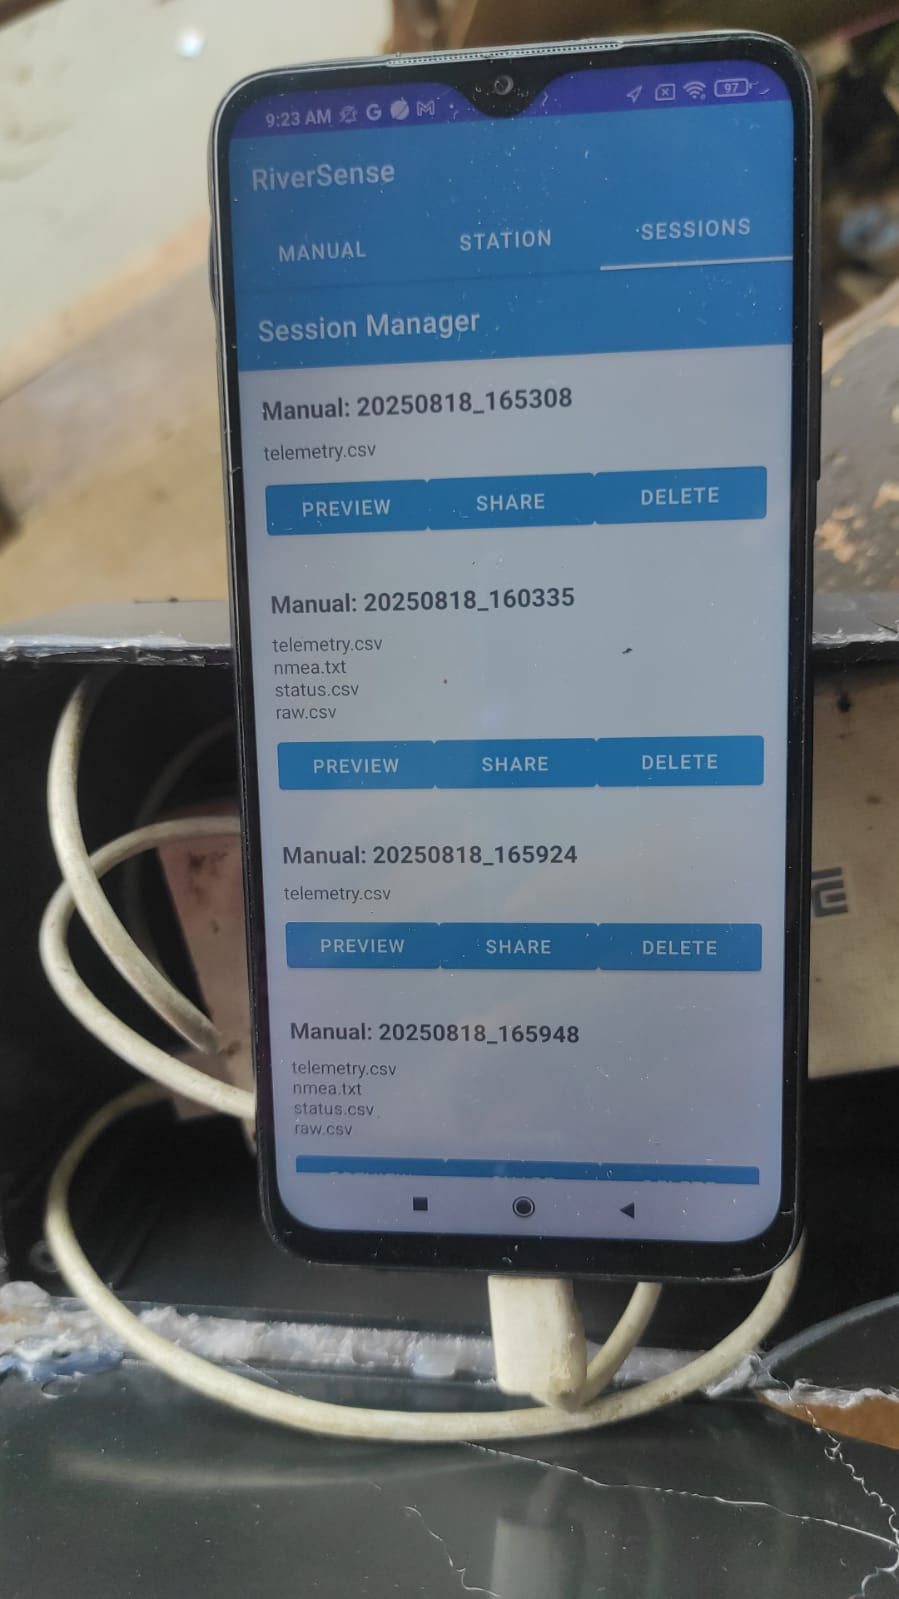 9:23 AM
97
RiverSense
MANUAL STATION SESSIONS
Session Manager
Manual: 20250818_165308
telemetry.csv
PREVIEW SHARE DELETE
Manual: 20250818_160335
telemetry.csv
nmea.txt
status.csv
raw.csv
PREVIEW SHARE DELETE
Manual: 20250818_165924
telemetry.csv
PREVIEW SHARE DELETE
Manual: 20250818_165948
telemetry.csv
nmea.txt
status.csv
raw.csv